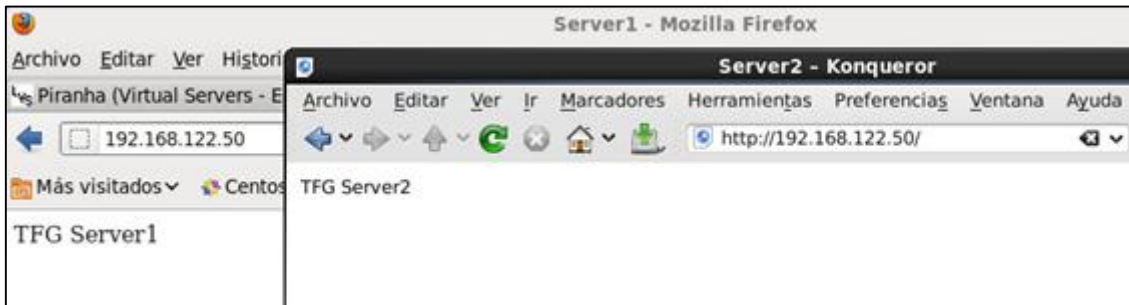 Server1 - Mozilla Firefox
Archivo Editar Ver Histori
Piranha (Virtual Servers - E
192.168.122.50
Más visitados Centos
TFG Server1
Server2 - Konqueror
Archivo Editar Ver Ir Marcadores Herramientas Preferencias Ventana Ayuda
http://192.168.122.50/
TFG Server2